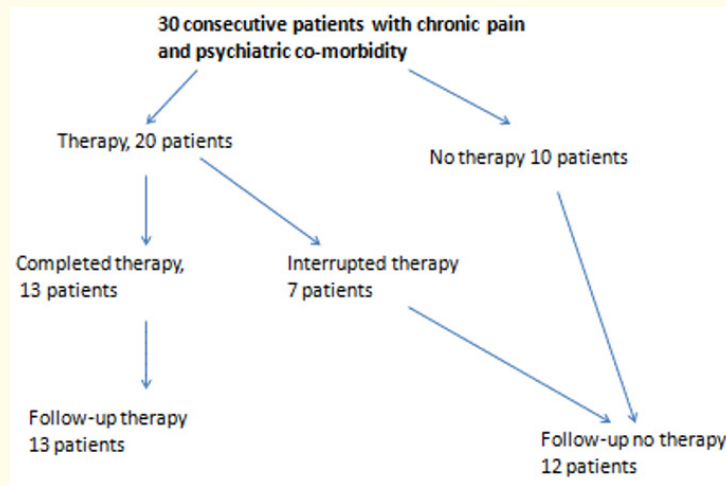 30 consecutive patients with chronic pain
and psychiatric co-morbidity
Therapy, 20 patients
No therapy 10 patients
Completed therapy,
13 patients
Interrupted therapy
7 patients
Follow-up therapy
13 patients
Follow-up no therapy
12 patients